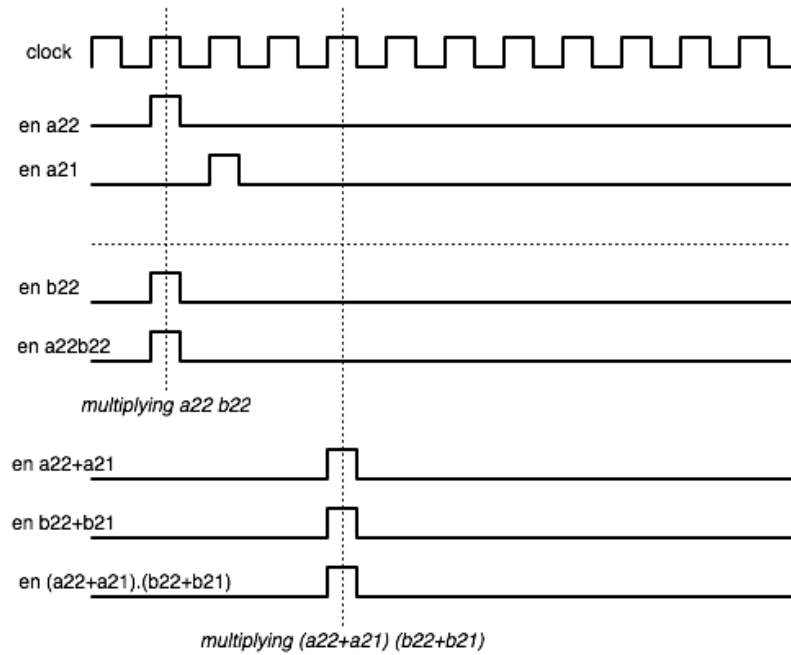 clock
en a22
en a21
en b22
en a22b22
multiplying a22 b22
en a22+a21
en b22+b21
en (a22+a21).(b22+b21)
multiplying (a22+a21) (b22+b21)